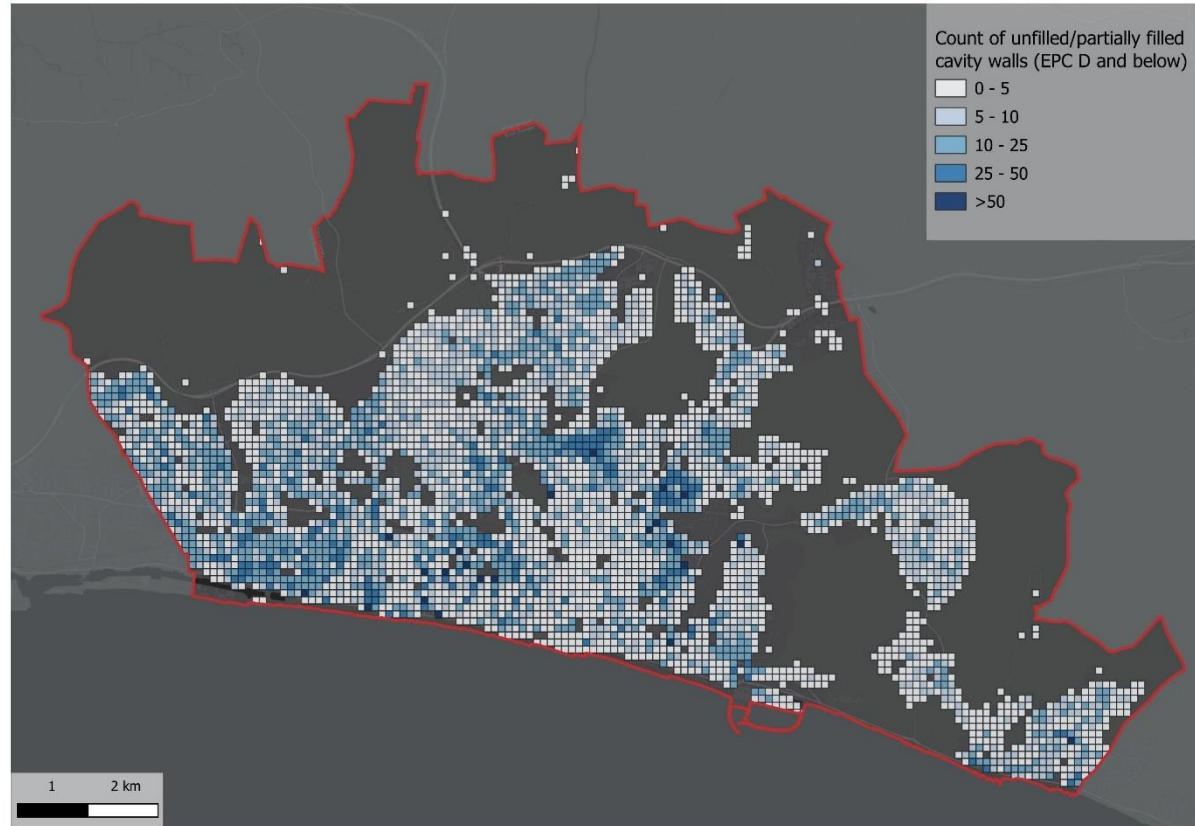 Count of unfilled/partially filled
cavity walls (EPC D and below)
0 - 5
5 - 10
10 - 25
25 - 50
>50
1 2 km